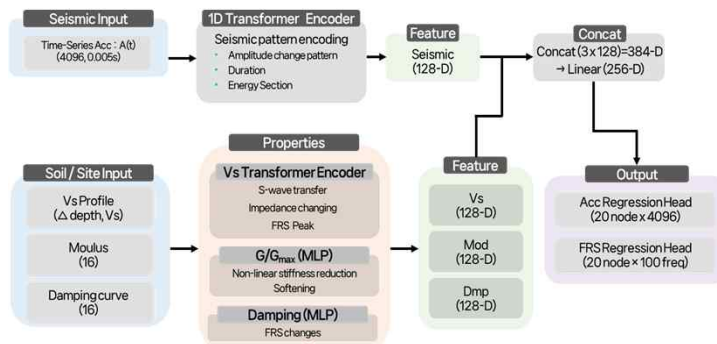 Seismic Input
Time-Series Acc : A(t)
(4096, 0.005s)
1D Transformer Encoder
Seismic pattern encoding
• Amplitude change pattern
• Duration
• Energy Section
Feature
Seismic
(128-D)
Concat
Concat (3 x 128)=384-D
→ Linear (256-D)
Soil / Site Input
Vs Profile
(△ depth, Vs)
Moulus
(16)
Damping curve
(16)
Properties
Vs Transformer Encoder
S-wave transfer
Impedance changing
FRS Peak
G/Gmax (MLP)
Non-linear stiffness reduction
Softening
Damping (MLP)
FRS changes
Feature
Vs
(128-D)
Mod
(128-D)
Dmp
(128-D)
Output
Acc Regression Head
(20 node x 4096)
FRS Regression Head
(20 node × 100 freq)